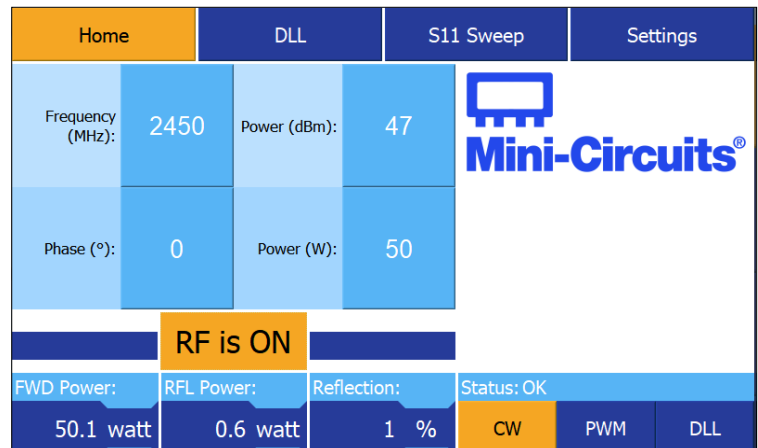 Home DLL S11 Sweep Settings
Frequency (MHz): 2450 Power (dBm): 47
Mini-Circuits®
Phase (°): 0 Power (W): 50
RF is ON
FWD Power: RFL Power: Reflection: Status: OK
50.1 watt 0.6 watt 1 % CW PWM DLL